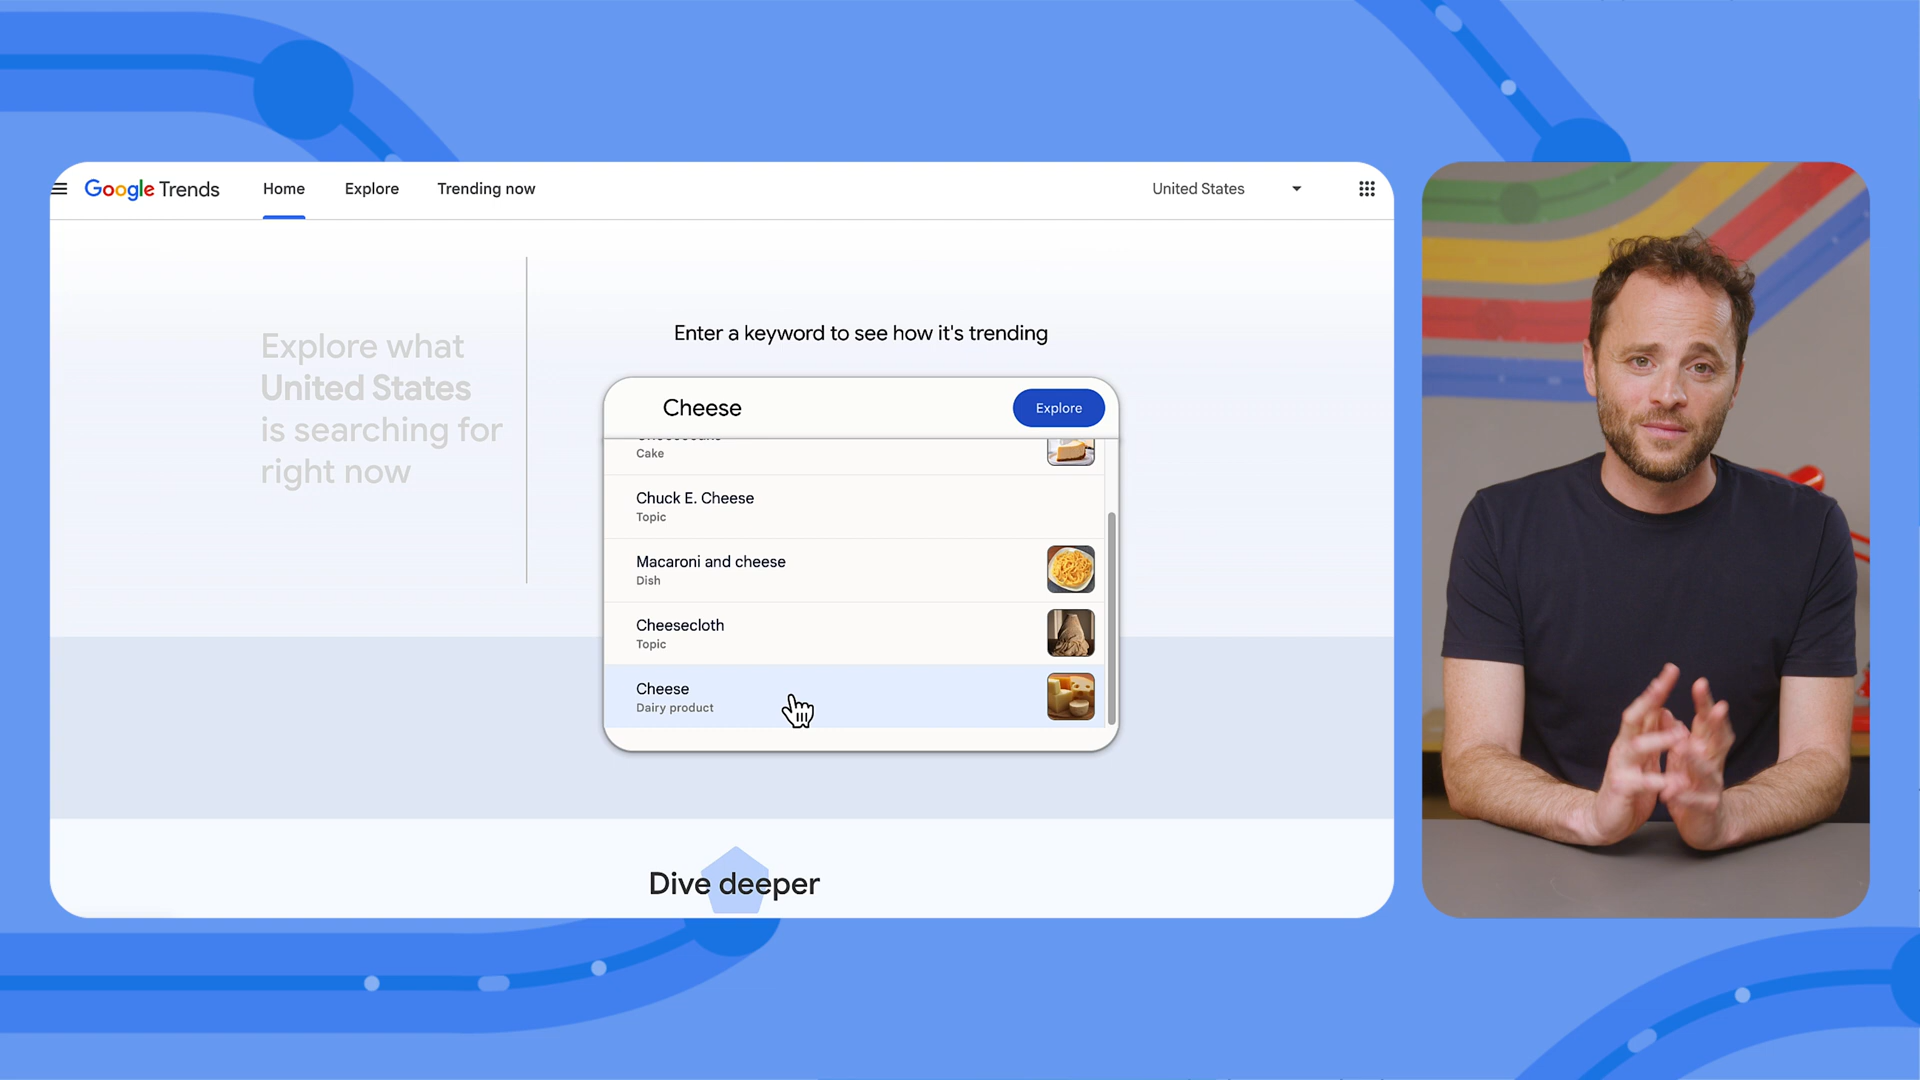 Google Trends
Home
Explore
Trending now
United States
Explore what
United States
is searching for
right now
Enter a keyword to see how it's trending
Cheese
Explore
Cake
Chuck E. Cheese
Topic
Macaroni and cheese
Dish
Cheesecloth
Topic
Cheese
Dairy product
Dive deeper